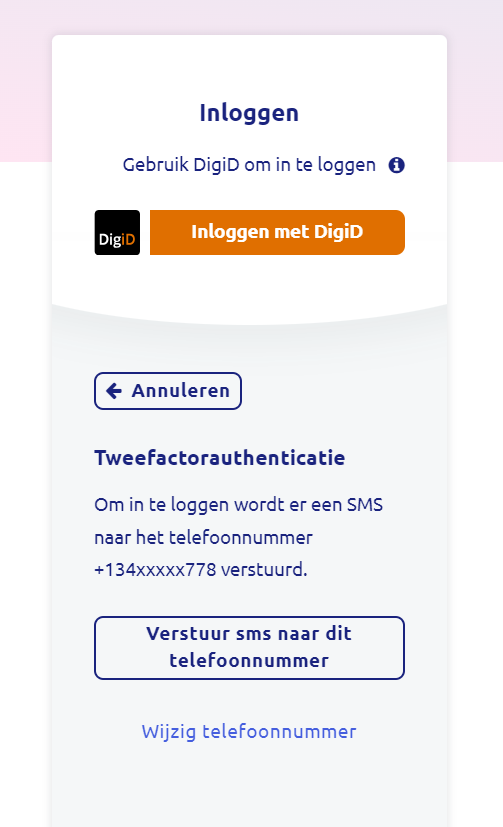 Inloggen
Gebruik DigiD om in te loggen
DigiD
Inloggen met DigiD
Annuleren
Tweefactorauthenticatie
Om in te loggen wordt er een SMS
naar het telefoonnummer
+134xxxxx778 verstuurd.
Verstuur sms naar dit
telefoonnummer
Wijzig telefoonnummer